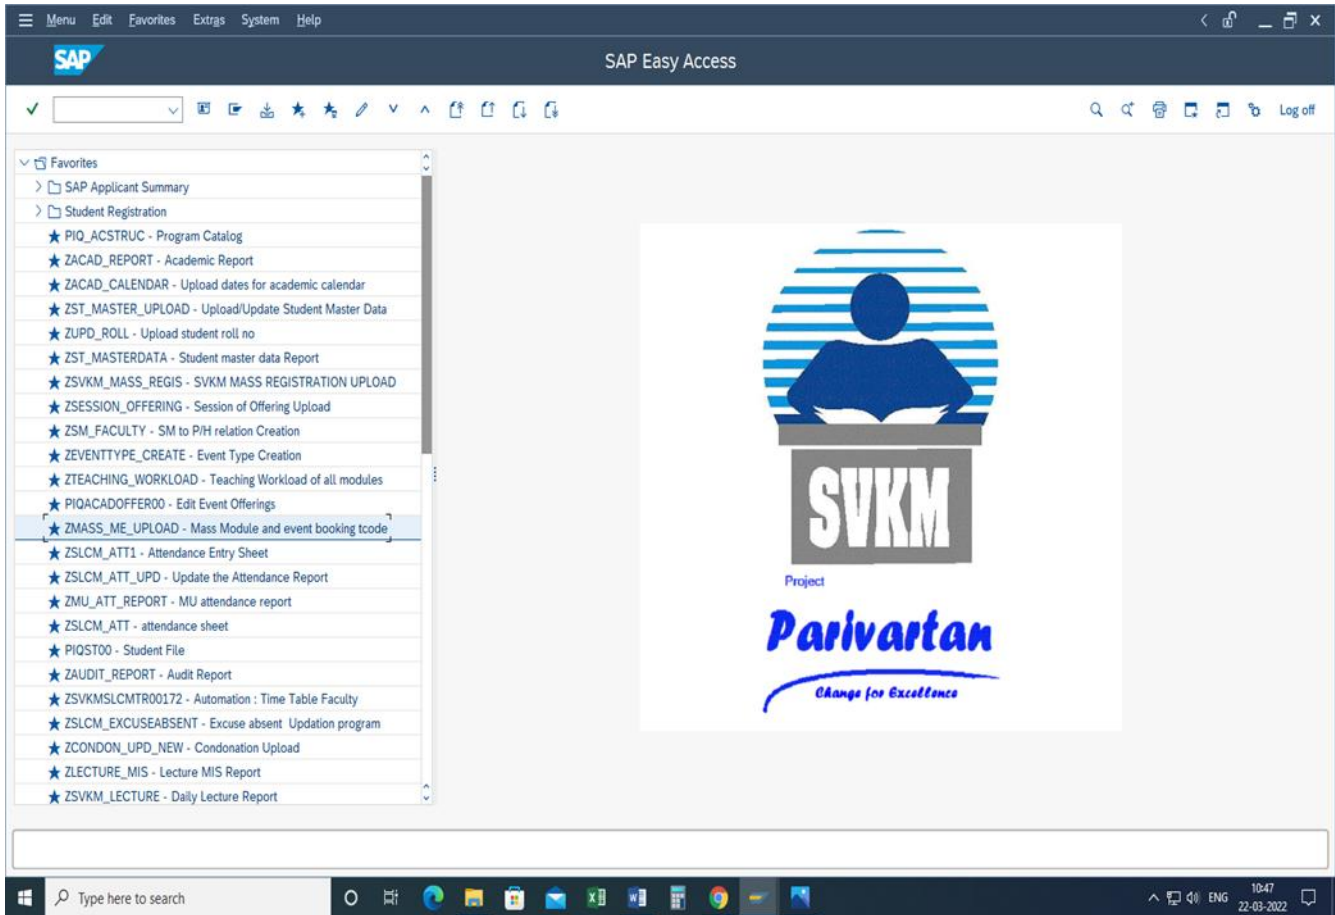 Menu Edit Favorites Extras System Help
SAP
SAP Easy Access
Log off
Favorites
SAP Applicant Summary
Student Registration
PIQ_ACSTRUC - Program Catalog
ZACAD_REPORT - Academic Report
ZACAD_CALENDAR - Upload dates for academic calendar
ZST_MASTER_UPLOAD - Upload/Update Student Master Data
ZUPD_ROLL - Upload student roll no
ZST_MASTERDATA - Student master data Report
ZSVKM_MASS_REGIS - SVKM MASS REGISTRATION UPLOAD
ZSESSION_OFFERING - Session of Offering Upload
ZSM_FACULTY - SM to P/H relation Creation
ZEVENTTYPE_CREATE - Event Type Creation
ZTEACHING_WORKLOAD - Teaching Workload of all modules
PIQACADOFFER00 - Edit Event Offerings
ZMASS_ME_UPLOAD - Mass Module and event booking tcode
ZSLCM_ATT1 - Attendance Entry Sheet
ZSLCM_ATT_UPD - Update the Attendance Report
ZMU_ATT_REPORT - MU attendance report
ZSLCM_ATT - attendance sheet
PIQST00 - Student File
ZAUDIT_REPORT - Audit Report
ZSVKMSLCMTR00172 - Automation : Time Table Faculty
ZSLCM_EXCUSEABSENT - Excuse absent Updation program
ZCONDON_UPD_NEW - Condonation Upload
ZLECTURE_MIS - Lecture MIS Report
ZSVKM_LECTURE - Daily Lecture Report
SVKM
Project
Parivartan
Change for Excellence
Type here to search
ENG
10:47
22-03-2022